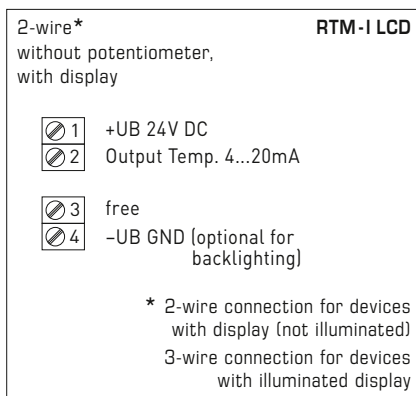 2-wire* RTM-I LCD
without potentiometer,
with display
1 +UB 24V DC
2 Output Temp. 4...20mA
3 free
4 –UB GND (optional for
backlighting)
* 2-wire connection for devices
with display (not illuminated)
3-wire connection for devices
with illuminated display